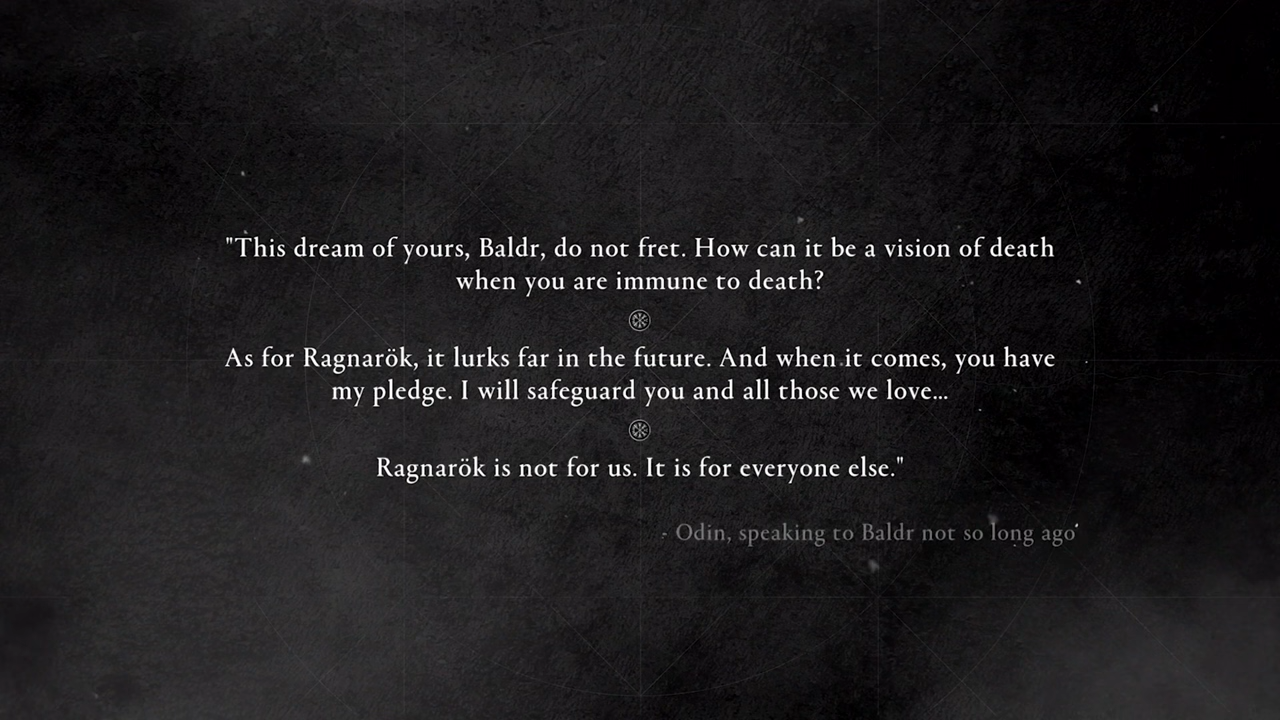 "This dream of yours, Baldr, do not fret. How can it be a vision of death
when you are immune to death?
As for Ragnarök, it lurks far in the future. And when it comes, you have
my pledge. I will safeguard you and all those we love...
Ragnarök is not for us. It is for everyone else."
- Odin, speaking to Baldr not so long ago